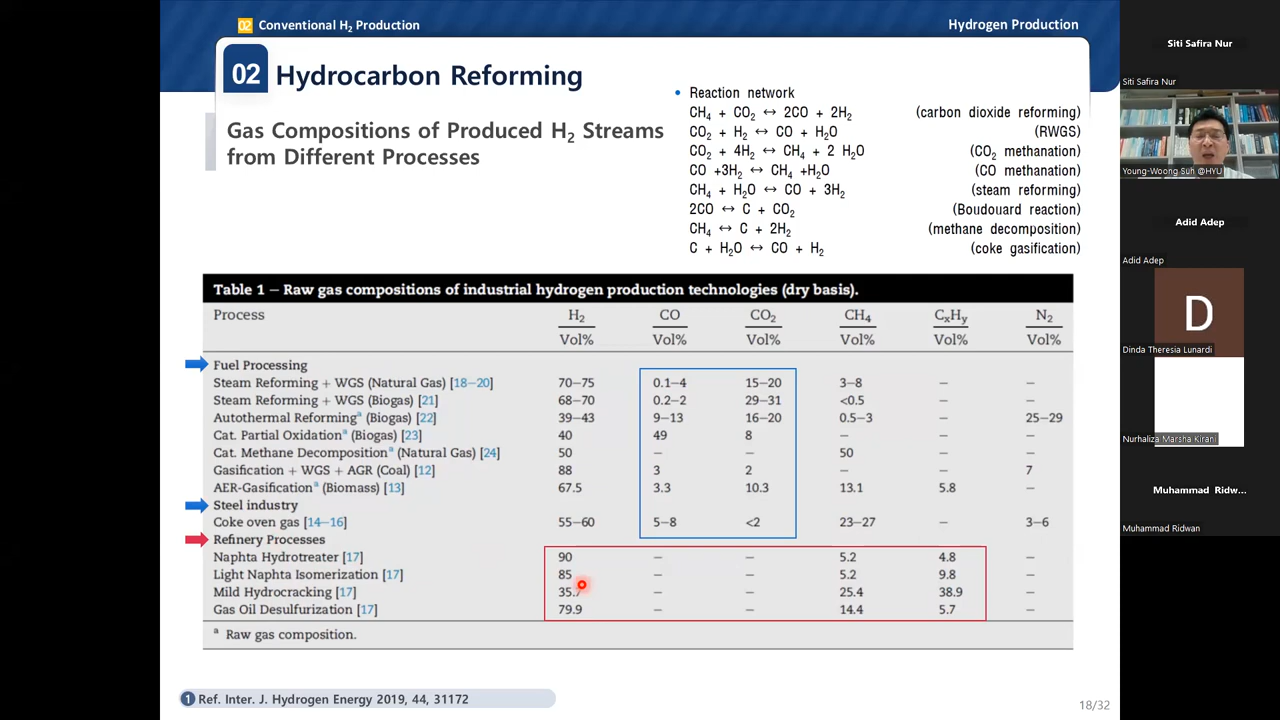 02 Conventional H₂ Production
Hydrogen Production
02 Hydrocarbon Reforming
Gas Compositions of Produced H₂ Streams
from Different Processes
• Reaction network
CH₄ + CO₂ ↔ 2CO + 2H₂ (carbon dioxide reforming)
CO₂ + H₂ ↔ CO + H₂O (RWGS)
CO₂ + 4H₂ ↔ CH₄ + 2 H₂O (CO₂ methanation)
CO +3H₂ ↔ CH₄ +H₂O (CO methanation)
CH₄ + H₂O ↔ CO + 3H₂ (steam reforming)
2CO ↔ C + CO₂ (Boudouard reaction)
CH₄ ↔ C + 2H₂ (methane decomposition)
C + H₂O ↔ CO + H₂ (coke gasification)
Table 1 – Raw gas compositions of industrial hydrogen production technologies (dry basis).
Process H₂ CO CO₂ CH₄ CₓHᵧ N₂
Vol% Vol% Vol% Vol% Vol% Vol%
Fuel Processing
Steam Reforming + WGS (Natural Gas) [18–20] 70–75 0.1–4 15–20 3–8 – –
Steam Reforming + WGS (Biogas) [21] 68–70 0.2–2 29–31 <0.5 – –
Autothermal Reformingᵃ (Biogas) [22] 39–43 9–13 16–20 0.5–3 – 25–29
Cat. Partial Oxidationᵃ (Biogas) [23] 40 49 8 – – –
Cat. Methane Decompositionᵃ (Natural Gas) [24] 50 – – 50 – –
Gasification + WGS + AGR (Coal) [12] 88 3 2 – – 7
AER-Gasificationᵃ (Biomass) [13] 67.5 3.3 10.3 13.1 5.8 –
Steel industry
Coke oven gas [14–16] 55–60 5–8 <2 23–27 – 3–6
Refinery Processes
Naphta Hydrotreater [17] 90 – – 5.2 4.8 –
Light Naphta Isomerization [17] 85 – – 5.2 9.8 –
Mild Hydrocracking [17] 35.7 – – 25.4 38.9 –
Gas Oil Desulfurization [17] 79.9 – – 14.4 5.7 –
ᵃ Raw gas composition.
1 Ref. Inter. J. Hydrogen Energy 2019, 44, 31172
18/32
Siti Safira Nur
Siti Safira Nur
Young-Woong Suh @HYU
Adid Adep
Adid Adep
D
Dinda Theresia Lunardi
Nurhaliza Marsha Kirani
Muhammad Ridw...
Muhammad Ridwan